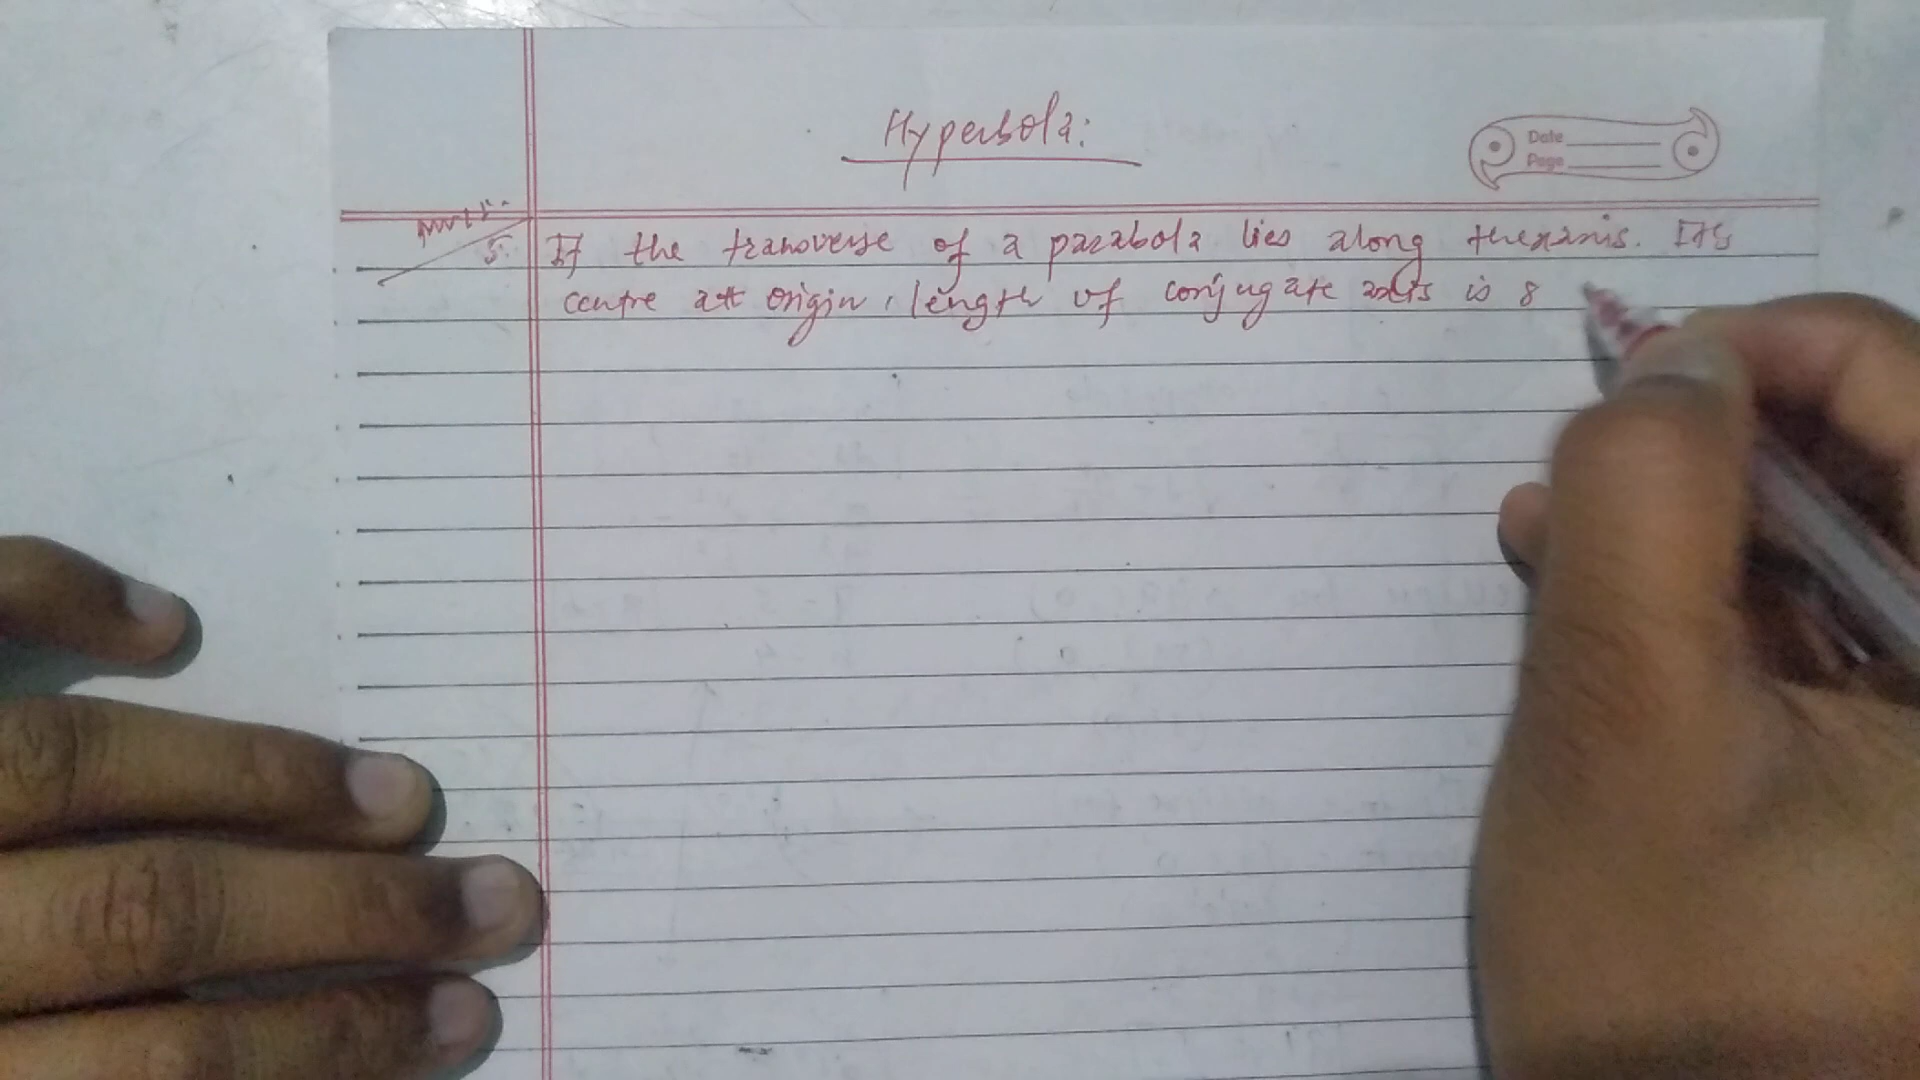 Hyperbola:
Date
Page
5. If the transverse of a parabola lies along the Its
centre at origin, length of conjugate axis is 8